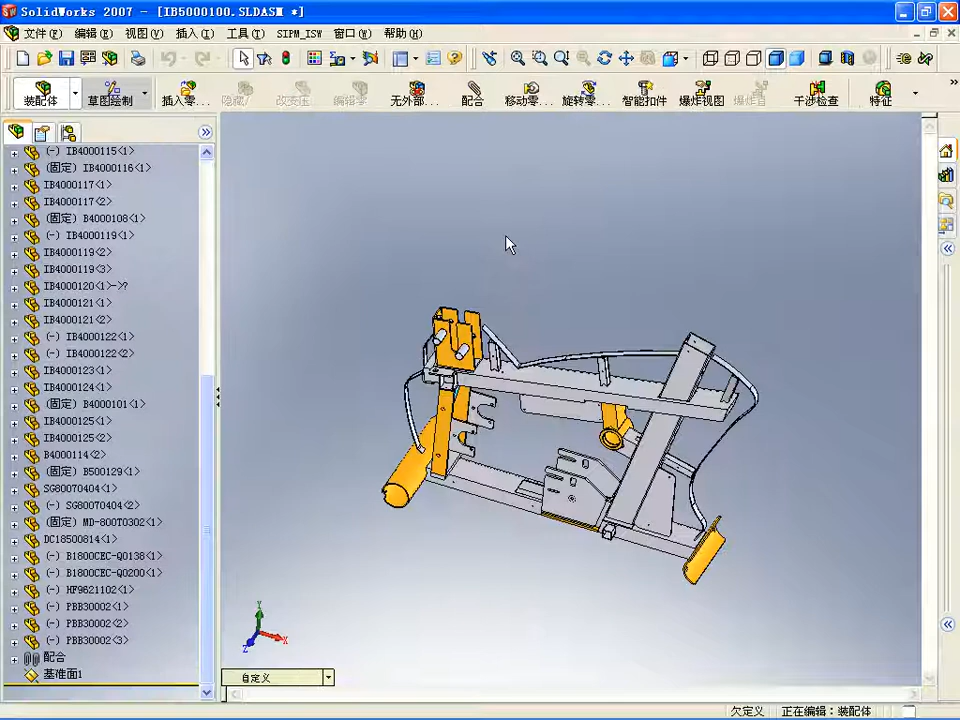 SolidWorks 2007 - [IB5000100.SLDASM *]
文件(F) 编辑(E) 视图(V) 插入(I) 工具(T) SIPM_ISW 窗口(W) 帮助(H)
装配体 草图绘制 插入零... 隐藏/ 改变压 编辑零 无外部... 配合 移动零... 旋转零... 智能扣件 爆炸视图 爆炸直 干涉检查 特征
(-) IB4000115<1>
(固定) IB4000116<1>
IB4000117<1>
IB4000117<2>
(固定) B4000108<1>
(-) IB4000119<1>
IB4000119<2>
IB4000119<3>
IB4000120<1>->?
IB4000121<1>
IB4000121<2>
(-) IB4000122<1>
(-) IB4000122<2>
IB4000123<1>
IB4000124<1>
(固定) B4000101<1>
IB4000125<1>
IB4000125<2>
B4000114<2>
(固定) B500129<1>
SG80070404<1>
(-) SG80070404<2>
(固定) MD-800T0302<1>
DC18500814<1>
(-) B1800CEC-Q0138<1>
(-) B1800CEC-Q0200<1>
(-) HF9621102<1>
(-) PBB30002<1>
(-) PBB30002<2>
(-) PBB30002<3>
配合
基准面1
Y
X
Z
自定义
欠定义 正在编辑：装配体